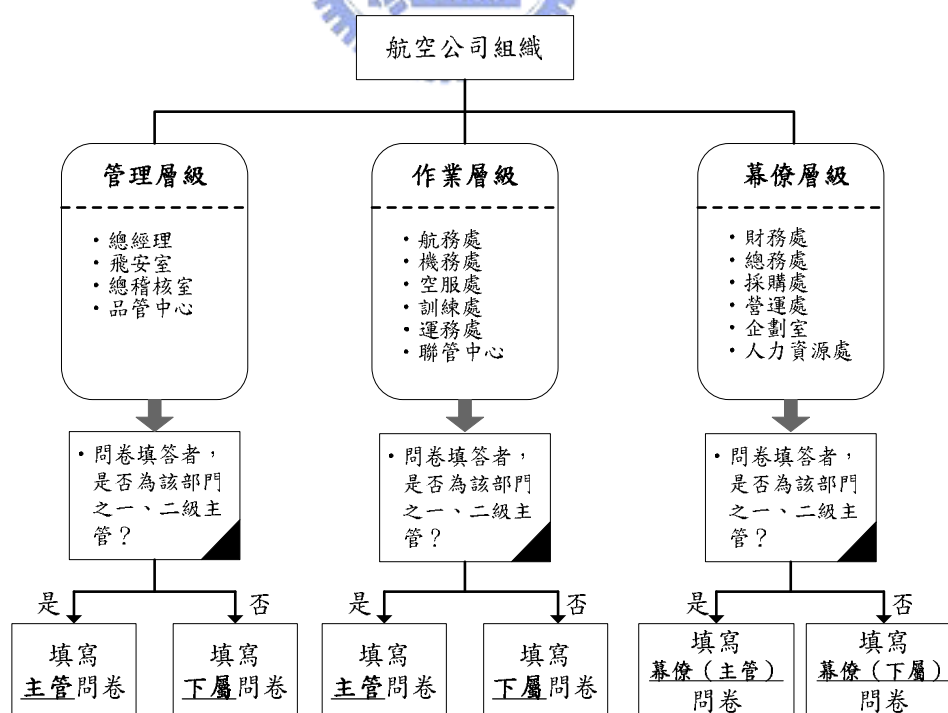 航空公司組織
管理層級
・總經理
・飛安室
・總稽核室
・品管中心
作業層級
・航務處
・機務處
・空服處
・訓練處
・運務處
・聯管中心
幕僚層級
・財務處
・總務處
・採購處
・營運處
・企劃室
・人力資源處
・問卷填答者，
是否為該部門
之一、二級主
管？
・問卷填答者，
是否為該部門
之一、二級主
管？
・問卷填答者，
是否為該部門
之一、二級主
管？
是
否
是
否
是
否
填寫
主管問卷
填寫
下屬問卷
填寫
主管問卷
填寫
下屬問卷
填寫
幕僚（主管）
問卷
填寫
幕僚（下屬）
問卷